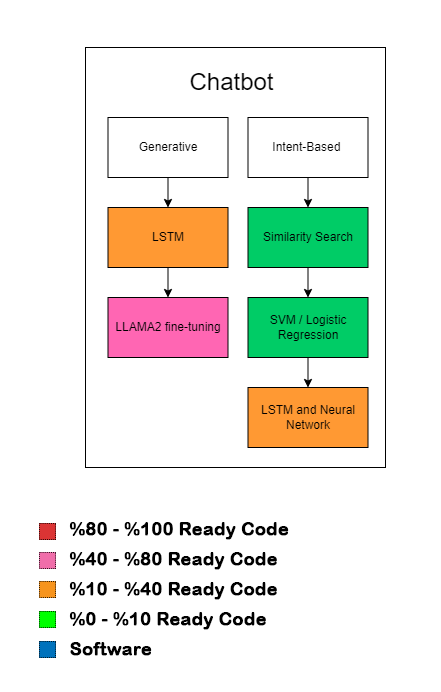 Chatbot
Generative
Intent-Based
LSTM
Similarity Search
LLAMA2 fine-tuning
SVM / Logistic
Regression
LSTM and Neural
Network
%80 - %100 Ready Code
%40 - %80 Ready Code
%10 - %40 Ready Code
%0 - %10 Ready Code
Software